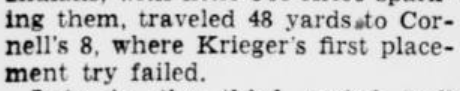 ing them, traveled 48 yards to Cor-
nell's 8, where Krieger's first place-
ment try failed.